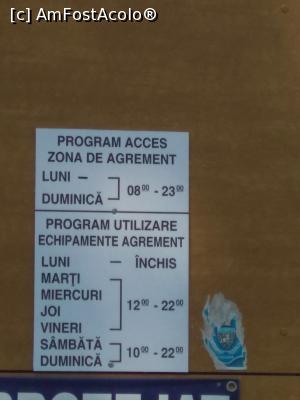 [c] AmFostAcolo®
PROGRAM ACCES
ZONA DE AGREMENT
LUNI –
DUMINICĂ
08⁰⁰ - 23⁰⁰
PROGRAM UTILIZARE
ECHIPAMENTE AGREMENT
LUNI – ÎNCHIS
MARȚI
MIERCURI
JOI
VINERI
12⁰⁰ - 22⁰⁰
SÂMBĂTĂ
DUMINICĂ
10⁰⁰ - 22⁰⁰